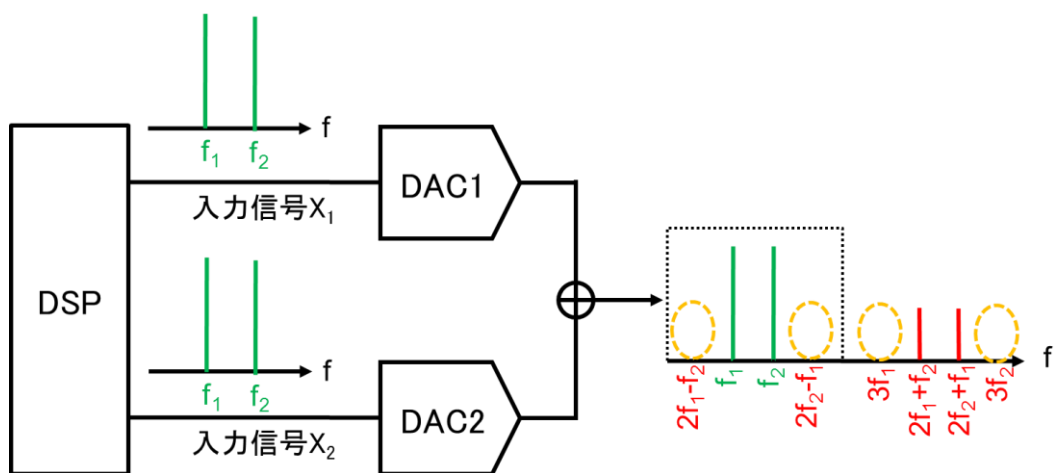 f
f₁ f₂
DAC1
入力信号X₁
DSP
f
f₁ f₂
DAC2
入力信号X₂
f
2f₁-f₂
f₁
f₂
2f₂-f₁
3f₁
2f₁+f₂
2f₂+f₁
3f₂